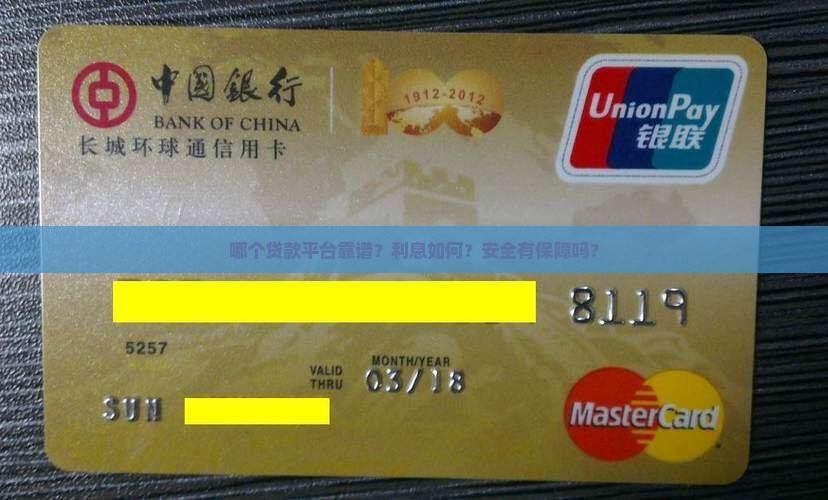 中國銀行
BANK OF CHINA
长城环球通信用卡
1912-2012
UnionPay
银联
哪个贷款平台靠谱？利息如何？安全有保障吗？
8119
5257
VALID THRU
MONTH/YEAR
03/18
SUN
MasterCard